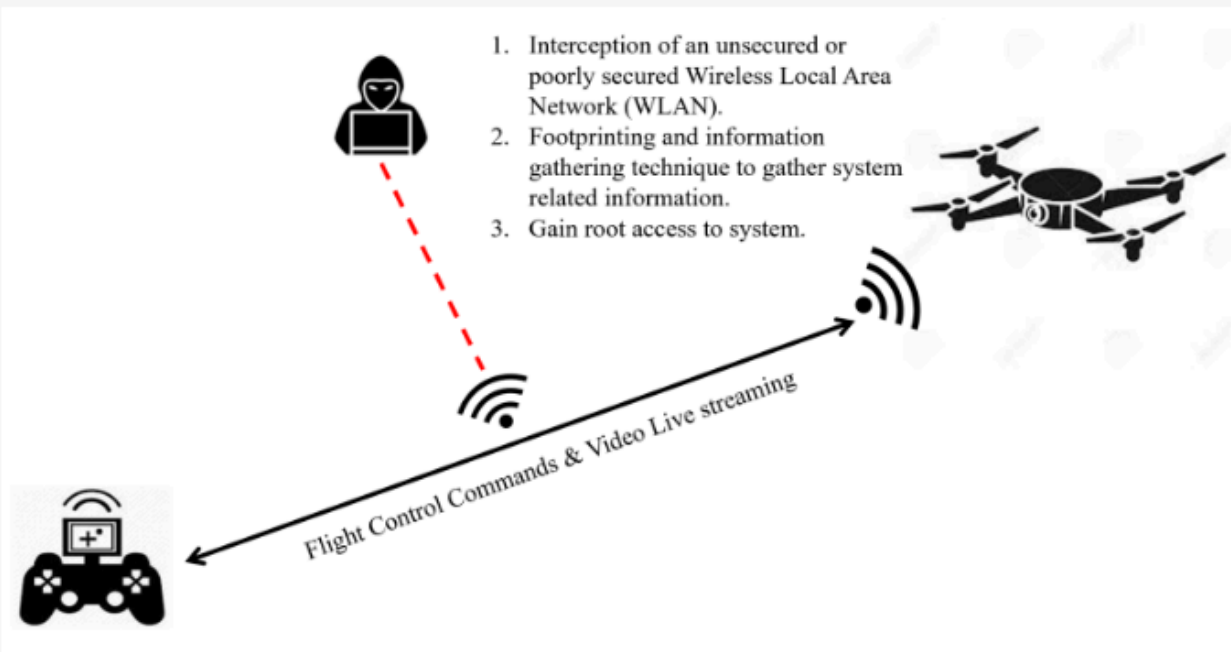 1. Interception of an unsecured or
poorly secured Wireless Local Area
Network (WLAN).
2. Footprinting and information
gathering technique to gather system
related information.
3. Gain root access to system.
Flight Control Commands & Video Live streaming